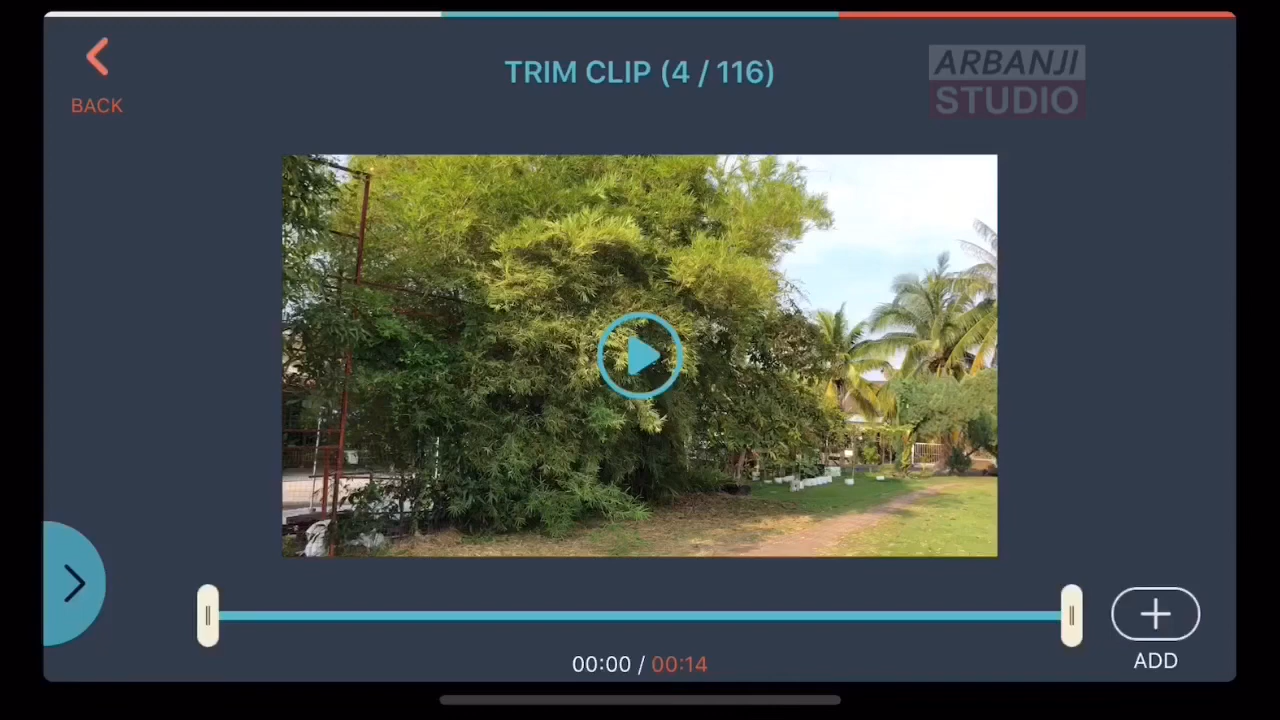 TRIM CLIP (4 / 116)
ARBANJI
STUDIO
BACK
00:00 / 00:14
ADD